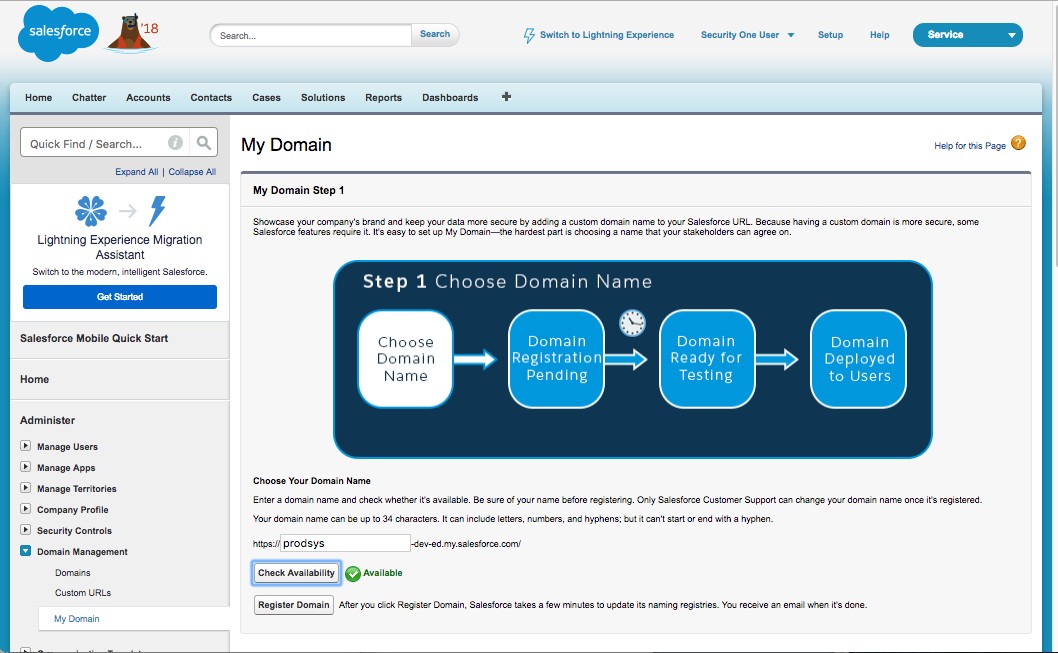 salesforce
'18
Search...
Search
Switch to Lightning Experience
Security One User
Setup
Help
Service
Home
Chatter
Accounts
Contacts
Cases
Solutions
Reports
Dashboards
Quick Find / Search...
Expand All | Collapse All
Lightning Experience Migration
Assistant
Switch to the modern, intelligent Salesforce.
Get Started
Salesforce Mobile Quick Start
Home
Administer
Manage Users
Manage Apps
Manage Territories
Company Profile
Security Controls
Domain Management
Domains
Custom URLs
My Domain
My Domain
Help for this Page
My Domain Step 1
Showcase your company's brand and keep your data more secure by adding a custom domain name to your Salesforce URL. Because having a custom domain is more secure, some
Salesforce features require it. It's easy to set up My Domain—the hardest part is choosing a name that your stakeholders can agree on.
Step 1 Choose Domain Name
Choose
Domain
Name
Domain
Registration
Pending
Domain
Ready for
Testing
Domain
Deployed
to Users
Choose Your Domain Name
Enter a domain name and check whether it's available. Be sure of your name before registering. Only Salesforce Customer Support can change your domain name once it's registered.
Your domain name can be up to 34 characters. It can include letters, numbers, and hyphens; but it can't start or end with a hyphen.
https:// prodsys -dev-ed.my.salesforce.com/
Check Availability
Available
Register Domain
After you click Register Domain, Salesforce takes a few minutes to update its naming registries. You receive an email when it's done.